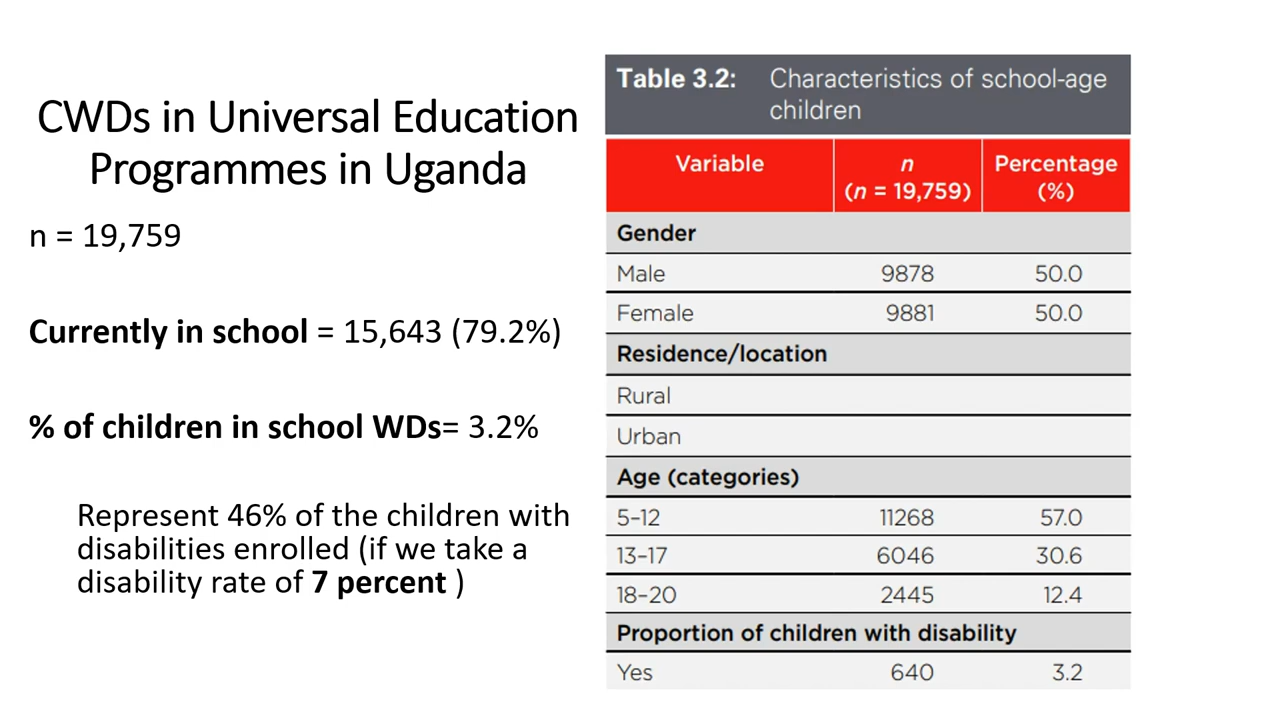 CWDs in Universal Education
Programmes in Uganda
n = 19,759
Currently in school = 15,643 (79.2%)
% of children in school WDs= 3.2%
Represent 46% of the children with
disabilities enrolled (if we take a
disability rate of 7 percent )
Table 3.2: Characteristics of school-age
children
Variable n (n = 19,759) Percentage (%)
Gender
Male 9878 50.0
Female 9881 50.0
Residence/location
Rural
Urban
Age (categories)
5–12 11268 57.0
13–17 6046 30.6
18–20 2445 12.4
Proportion of children with disability
Yes 640 3.2